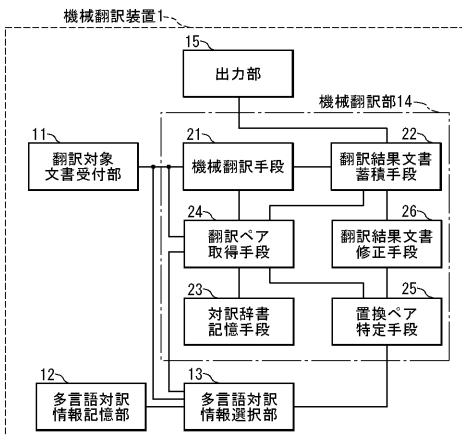 機械翻訳装置1
15
出力部
機械翻訳部14
11
翻訳対象
文書受付部
21
機械翻訳手段
22
翻訳結果文書
蓄積手段
24
翻訳ペア
取得手段
26
翻訳結果文書
修正手段
23
対訳辞書
記憶手段
25
置換ペア
特定手段
12
多言語対訳
情報記憶部
13
多言語対訳
情報選択部